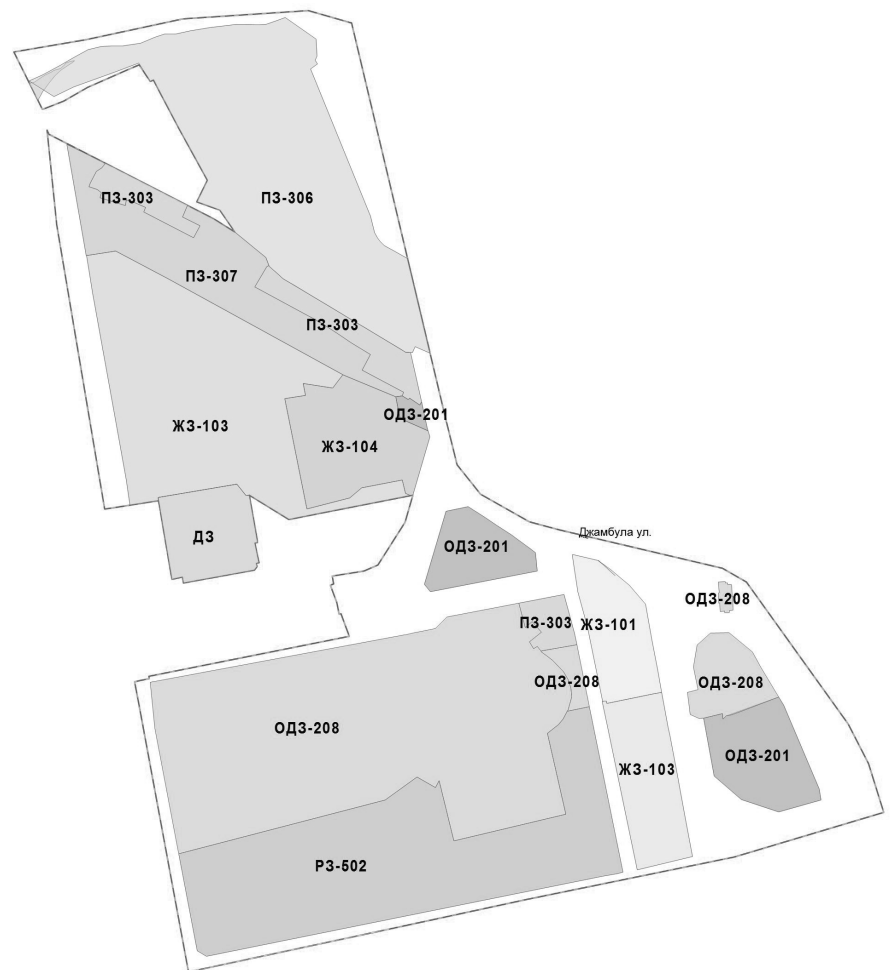 ПЗ-303
ПЗ-306
ПЗ-307
ПЗ-303
ОДЗ-201
ЖЗ-103
ЖЗ-104
ДЗ
Джамбула ул.
ОДЗ-201
ОДЗ-208
ПЗ-303
ЖЗ-101
ОДЗ-208
ОДЗ-208
ОДЗ-208
ОДЗ-201
ЖЗ-103
РЗ-502